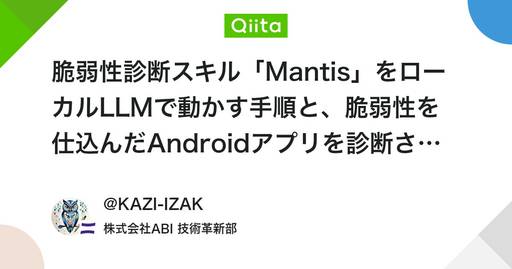 Qiita
脆弱性診断スキル「Mantis」をロー
カルLLMで動かす手順と、脆弱性を
仕込んだAndroidアプリを診断さ…
@KAZI-IZAK
株式会社ABI 技術革新部